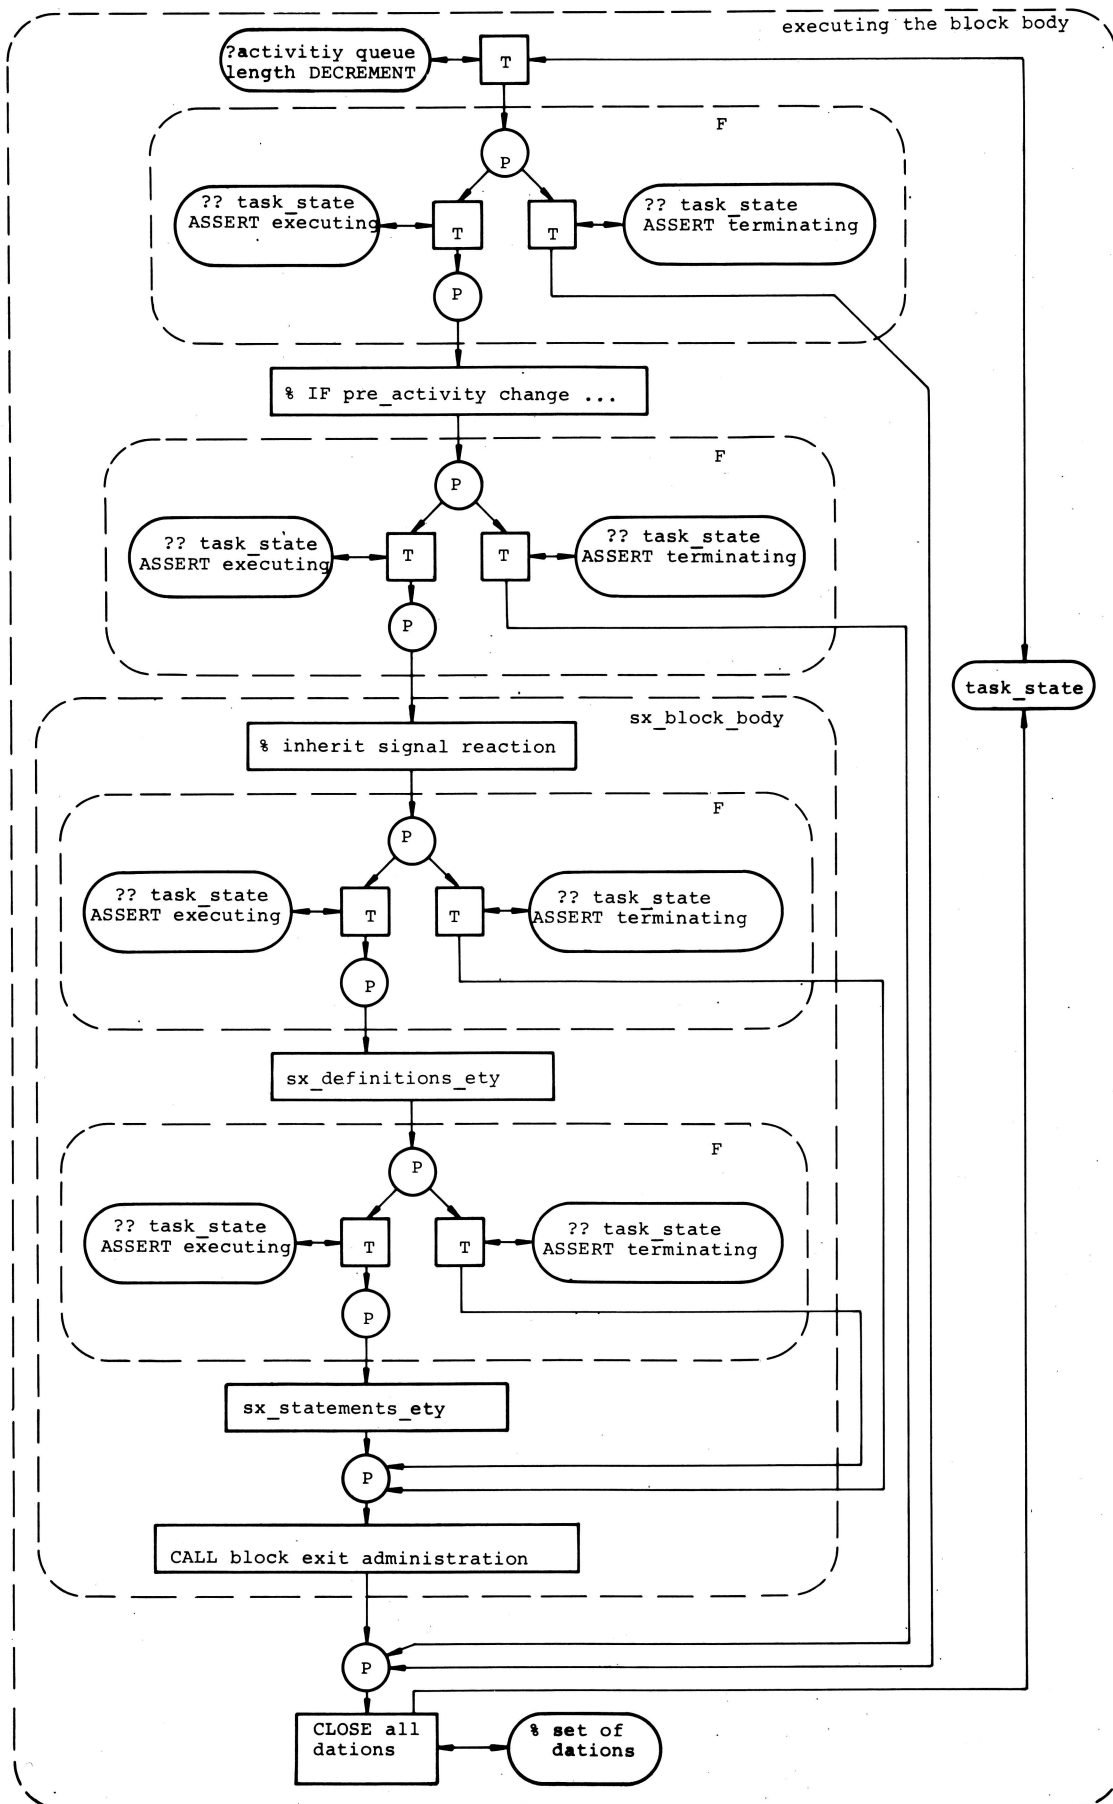 executing the block body
?activitiy queue
length DECREMENT
T
F
P
?? task_state
ASSERT executing
T
T
?? task_state
ASSERT terminating
P
% IF pre_activity change ...
F
P
?? task_state
ASSERT executing
T
T
?? task_state
ASSERT terminating
P
task_state
sx_block_body
% inherit signal reaction
F
P
?? task_state
ASSERT executing
T
T
?? task_state
ASSERT terminating
P
sx_definitions_ety
F
P
?? task_state
ASSERT executing
T
T
?? task_state
ASSERT terminating
P
sx_statements_ety
P
CALL block exit administration
P
CLOSE all
dations
% set of
dations